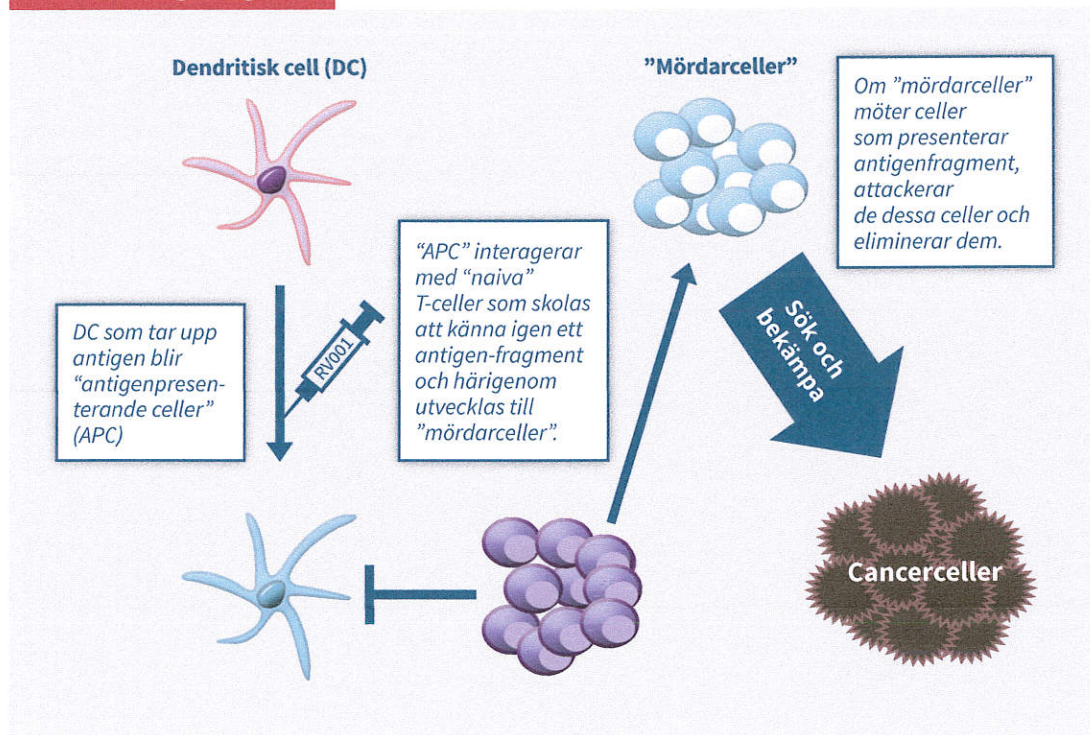 Dendritisk cell (DC)
"Mördarceller"
Om "mördarceller"
möter celler
som presenterar
antigenfragment,
attackerar
de dessa celler och
eliminerar dem.
"APC" interagerar
med "naiva"
T-celler som skolas
att känna igen ett
antigen-fragment
och härigenom
utvecklas till
"mördarceller".
DC som tar upp
antigen blir
"antigenpresen-
terande celler"
(APC)
RV001
Sök och
bekämpa
Cancerceller